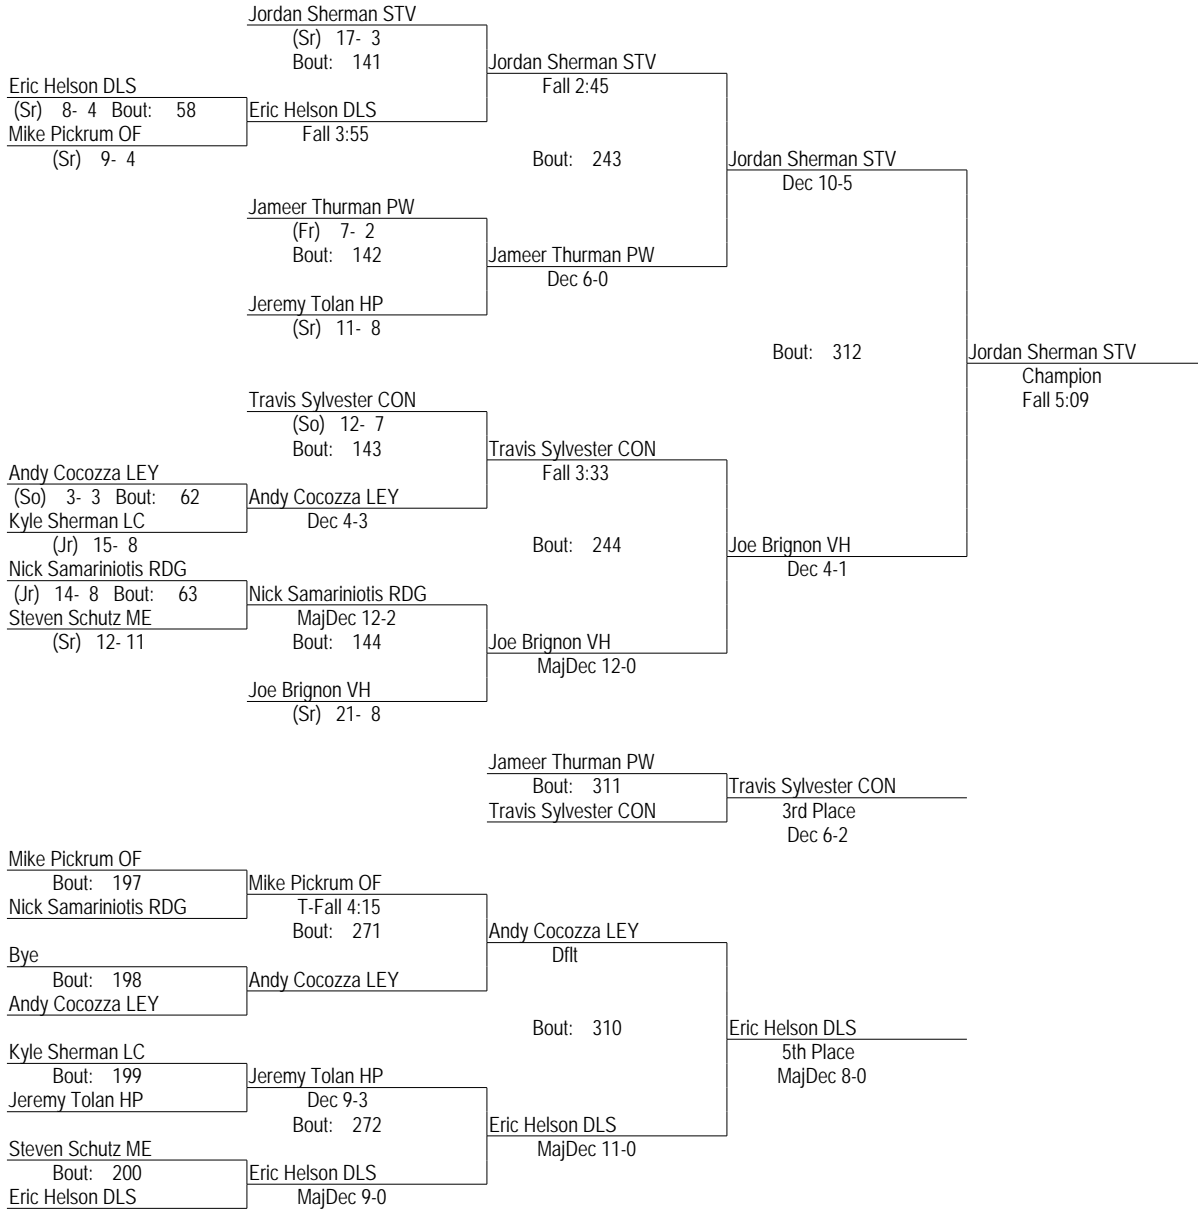 Jordan Sherman STV
(Sr) 17- 3
Bout: 141
Jordan Sherman STV
Fall 2:45
Eric Helson DLS
(Sr) 8- 4 Bout: 58
Eric Helson DLS
Fall 3:55
Mike Pickrum OF
(Sr) 9- 4
Bout: 243
Jordan Sherman STV
Dec 10-5
Jameer Thurman PW
(Fr) 7- 2
Bout: 142
Jameer Thurman PW
Dec 6-0
Jeremy Tolan HP
(Sr) 11- 8
Bout: 312
Jordan Sherman STV
Champion
Fall 5:09
Travis Sylvester CON
(So) 12- 7
Bout: 143
Travis Sylvester CON
Fall 3:33
Andy Cocozza LEY
(So) 3- 3 Bout: 62
Andy Cocozza LEY
Dec 4-3
Kyle Sherman LC
(Jr) 15- 8
Bout: 244
Joe Brignon VH
Dec 4-1
Nick Samariniotis RDG
(Jr) 14- 8 Bout: 63
Nick Samariniotis RDG
MajDec 12-2
Steven Schutz ME
(Sr) 12- 11
Bout: 144
Joe Brignon VH
MajDec 12-0
Joe Brignon VH
(Sr) 21- 8
Jameer Thurman PW
Bout: 311
Travis Sylvester CON
Travis Sylvester CON
3rd Place
Dec 6-2
Mike Pickrum OF
Bout: 197
Mike Pickrum OF
Nick Samariniotis RDG
T-Fall 4:15
Bout: 271
Andy Cocozza LEY
Dflt
Bye
Bout: 198
Andy Cocozza LEY
Andy Cocozza LEY
Bout: 310
Eric Helson DLS
5th Place
MajDec 8-0
Kyle Sherman LC
Bout: 199
Jeremy Tolan HP
Jeremy Tolan HP
Dec 9-3
Bout: 272
Eric Helson DLS
MajDec 11-0
Steven Schutz ME
Bout: 200
Eric Helson DLS
Eric Helson DLS
MajDec 9-0